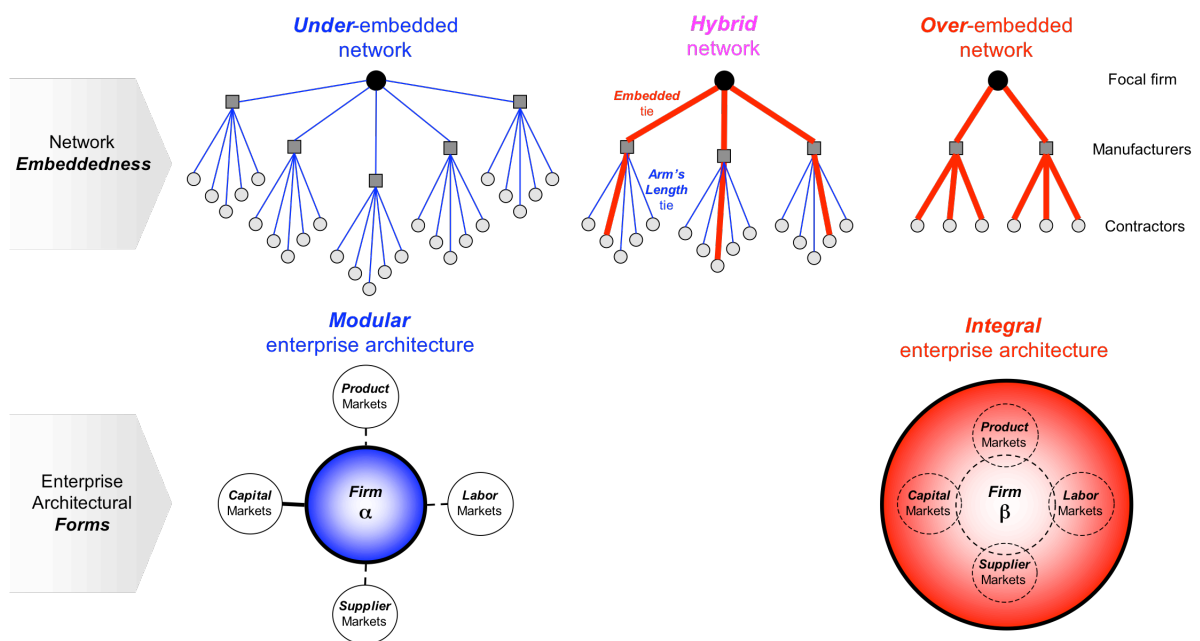 Under-embedded
network
Hybrid
network
Over-embedded
network
Network
Embeddedness
Embedded
tie
Arm's
Length
tie
Focal firm
Manufacturers
Contractors
Modular
enterprise architecture
Integral
enterprise architecture
Enterprise
Architectural
Forms
Product
Markets
Capital
Markets
Firm
α
Labor
Markets
Supplier
Markets
Product
Markets
Capital
Markets
Firm
β
Labor
Markets
Supplier
Markets